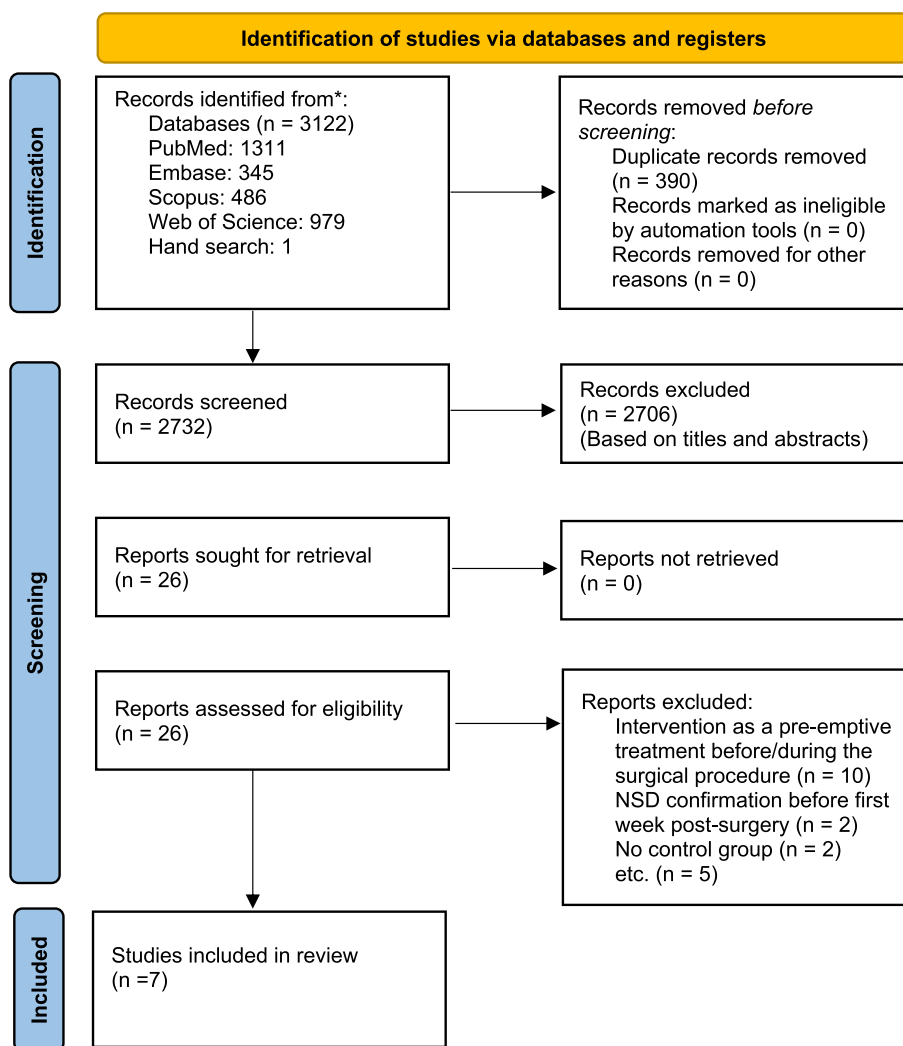 Identification of studies via databases and registers
Identification
Records identified from*:
Databases (n = 3122)
PubMed: 1311
Embase: 345
Scopus: 486
Web of Science: 979
Hand search: 1
Records removed before
screening:
Duplicate records removed
(n = 390)
Records marked as ineligible
by automation tools (n = 0)
Records removed for other
reasons (n = 0)
Screening
Records screened
(n = 2732)
Records excluded
(n = 2706)
(Based on titles and abstracts)
Reports sought for retrieval
(n = 26)
Reports not retrieved
(n = 0)
Reports assessed for eligibility
(n = 26)
Reports excluded:
Intervention as a pre-emptive
treatment before/during the
surgical procedure (n = 10)
NSD confirmation before first
week post-surgery (n = 2)
No control group (n = 2)
etc. (n = 5)
Included
Studies included in review
(n =7)